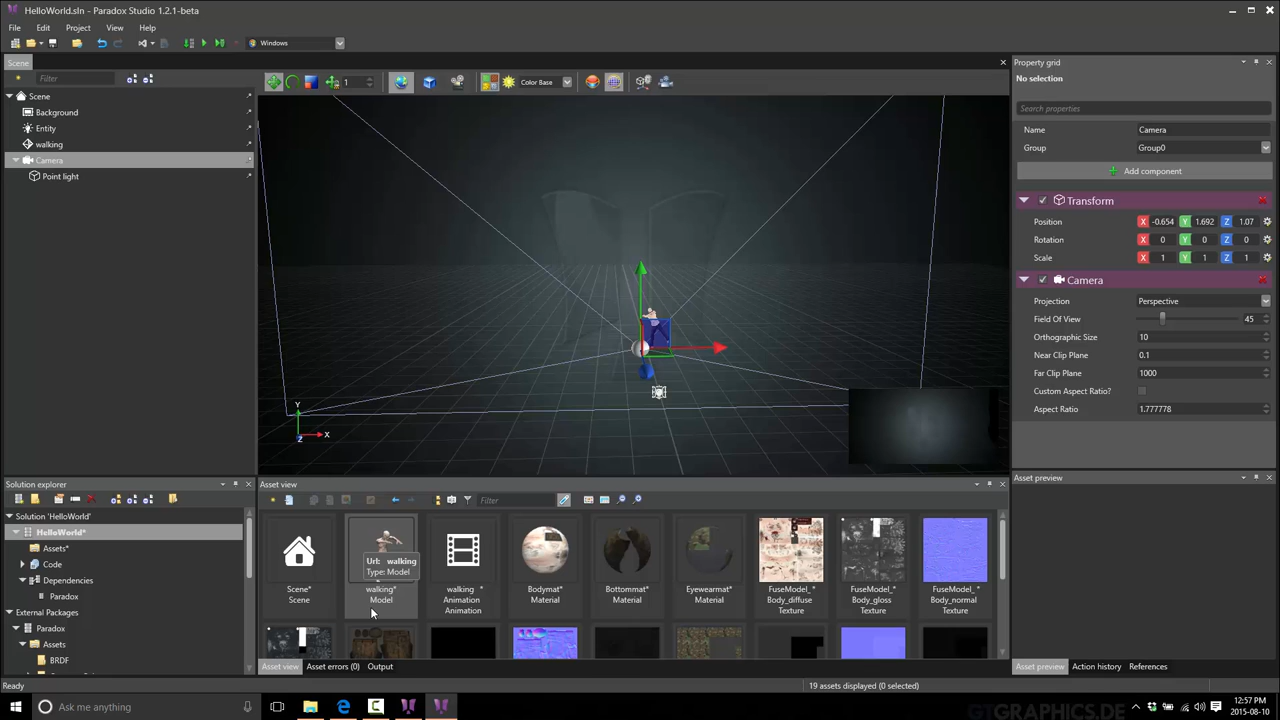 HelloWorld.sln - Paradox Studio 1.2.1-beta
File Edit Project View Help
Windows
Scene
Filter
1
Color Base
Scene
Background
Entity
walking
Camera
Point light
Y
X
Z
Property grid
No selection
Search properties
Name Camera
Group Group0
Add component
Transform
Position X -0.654 Y 1.692 Z 1.07
Rotation X 0 Y 0 Z 0
Scale X 1 Y 1 Z 1
Camera
Projection Perspective
Field Of View 45
Orthographic Size 10
Near Clip Plane 0.1
Far Clip Plane 1000
Custom Aspect Ratio?
Aspect Ratio 1.777778
Solution explorer
Solution 'HelloWorld'
HelloWorld*
Assets*
Code
Dependencies
Paradox
External Packages
Paradox
Assets
BRDF
Asset view
Filter
Url: walking
Type: Model
Scene*
Scene
walking*
Model
walking_*
Animation
Animation
Bodymat*
Material
Bottommat*
Material
Eyewearmat*
Material
FuseModel_*
Body_diffuse
Texture
FuseModel_*
Body_gloss
Texture
FuseModel_*
Body_normal
Texture
Asset view Asset errors (0) Output
Asset preview
Asset preview Action history References
Ready
19 assets displayed (0 selected)
Ask me anything
12:57 PM
2015-08-10
GTGRAPHICS.DE